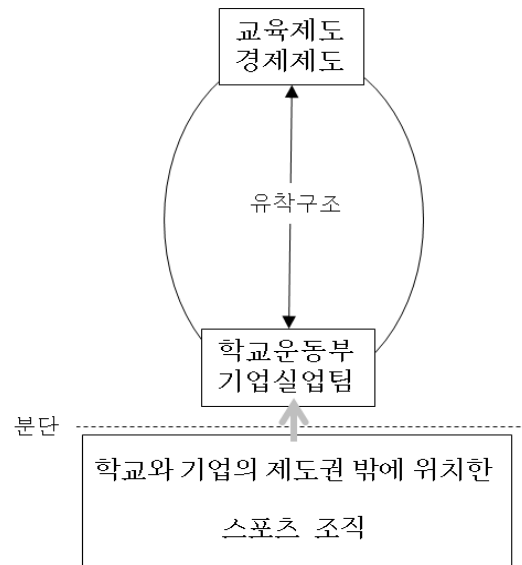 교육제도
경제제도
유착구조
학교운동부
기업실업팀
분단
학교와 기업의 제도권 밖에 위치한
스포츠 조직